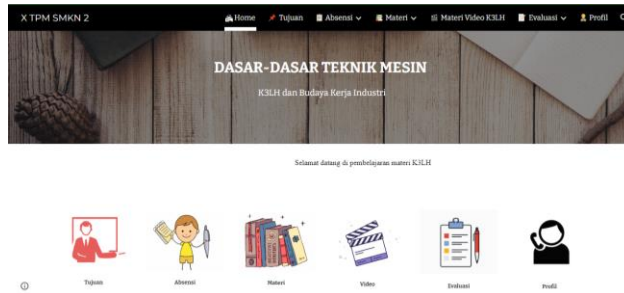 X TPM SMKN 2
Home Tujuan Absensi Materi Materi Video K3LH Evaluasi Profil
DASAR-DASAR TEKNIK MESIN
K3LH dan Budaya Kerja Industri
Selamat datang di pembelajaran materi K3LH
Tujuan Absensi Materi Video Evaluasi Profil